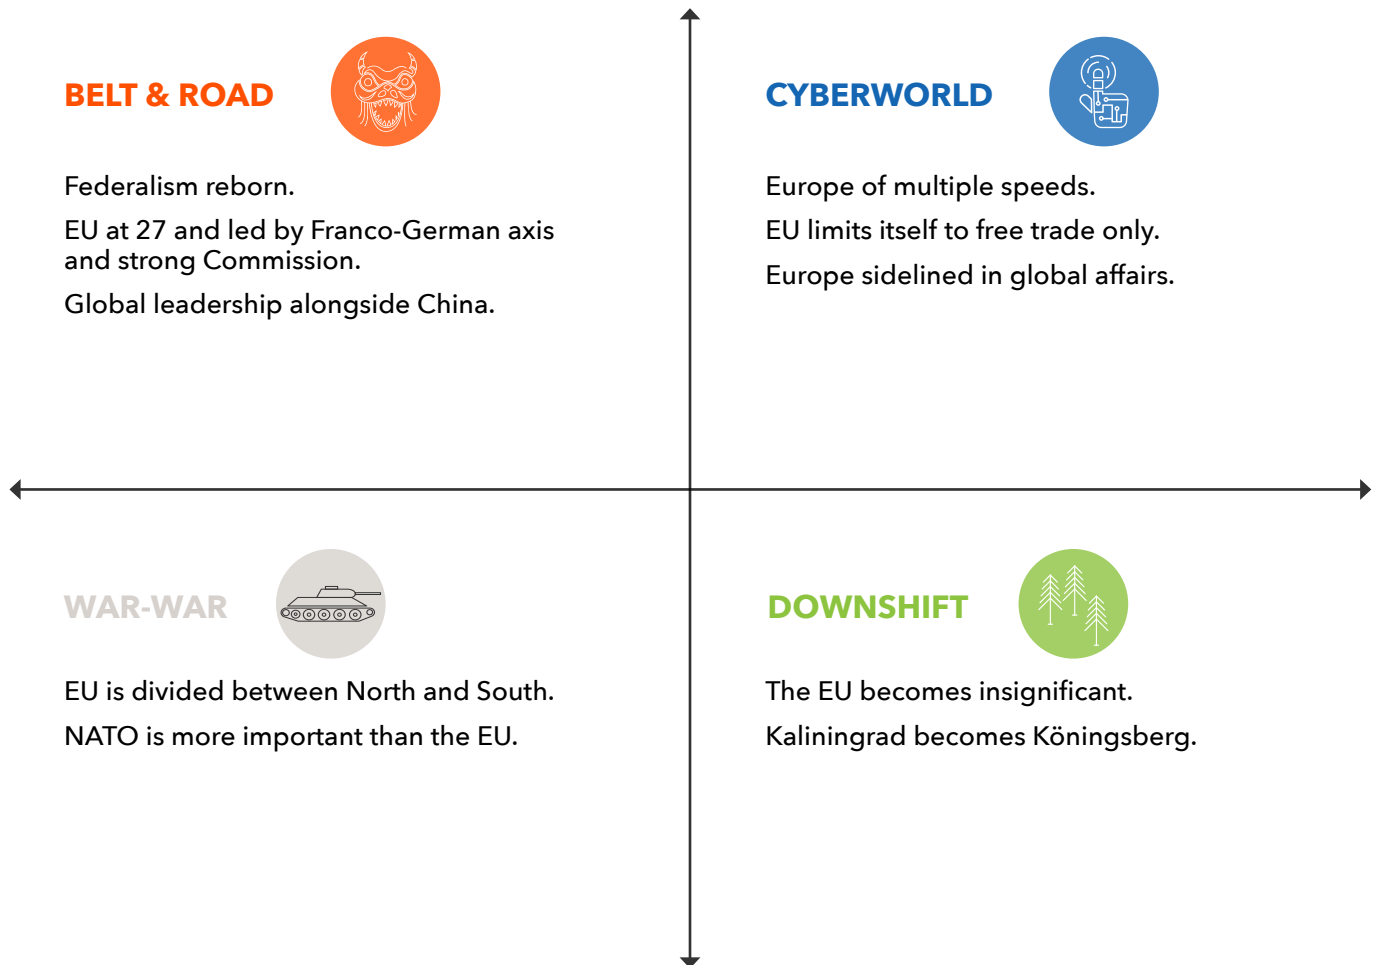 BELT & ROAD
Federalism reborn.
EU at 27 and led by Franco-German axis
and strong Commission.
Global leadership alongside China.
CYBERWORLD
Europe of multiple speeds.
EU limits itself to free trade only.
Europe sidelined in global affairs.
WAR-WAR
EU is divided between North and South.
NATO is more important than the EU.
DOWNSHIFT
The EU becomes insignificant.
Kaliningrad becomes Köningsberg.